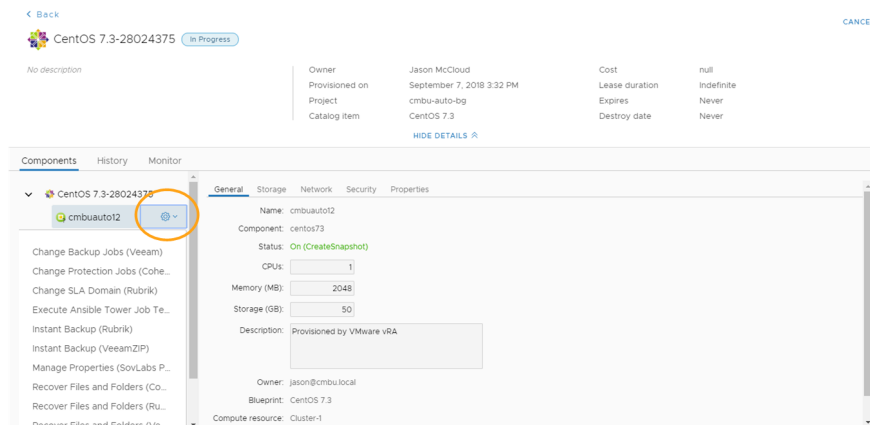 Back
CANCE
CentOS 7.3-28024375 In Progress
No description
Owner Jason McCloud Cost null
Provisioned on September 7, 2018 3:32 PM Lease duration Indefinite
Project cmbu-auto-bg Expires Never
Catalog item CentOS 7.3 Destroy date Never
HIDE DETAILS
Components History Monitor
CentOS 7.3-28024375
cmbuauto12
Change Backup Jobs (Veeam)
Change Protection Jobs (Cohe...
Change SLA Domain (Rubrik)
Execute Ansible Tower Job Te...
Instant Backup (Rubrik)
Instant Backup (VeeamZIP)
Manage Properties (SovLabs P...
Recover Files and Folders (Co...
Recover Files and Folders (Ru...
Recover Files and Folders (Ve...
General Storage Network Security Properties
Name: cmbuauto12
Component: centos73
Status: On (CreateSnapshot)
CPUs: 1
Memory (MB): 2048
Storage (GB): 50
Description: Provisioned by VMware vRA
Owner: jason@cmbu.local
Blueprint: CentOS 7.3
Compute resource: Cluster-1